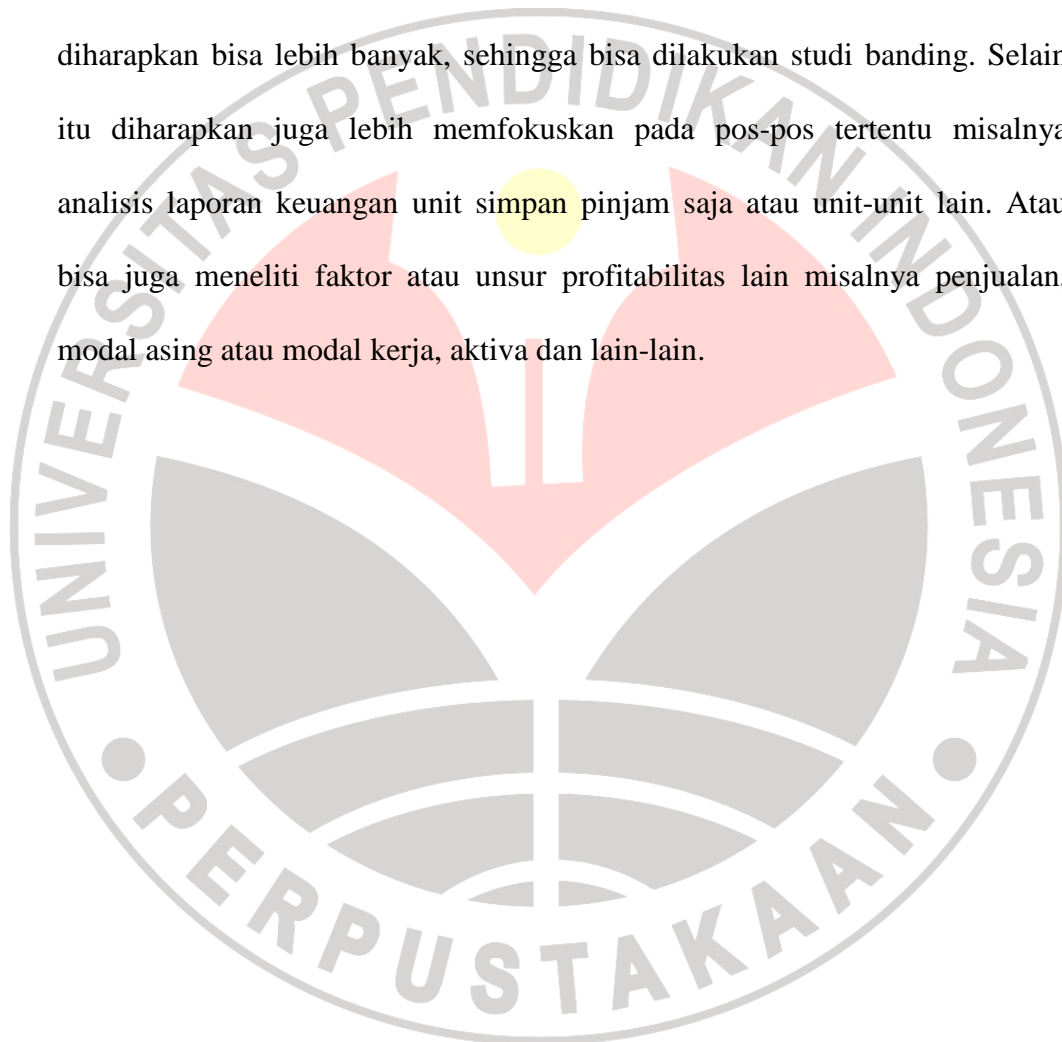 diharapkan bisa lebih banyak, sehingga bisa dilakukan studi banding. Selain
itu diharapkan juga lebih memfokuskan pada pos-pos tertentu misalnya
analisis laporan keuangan unit simpan pinjam saja atau unit-unit lain. Atau
bisa juga meneliti faktor atau unsur profitabilitas lain misalnya penjualan,
modal asing atau modal kerja, aktiva dan lain-lain.
UNIVERSITAS PENDIDIKAN INDONESIA
PERPUSTAKAAN